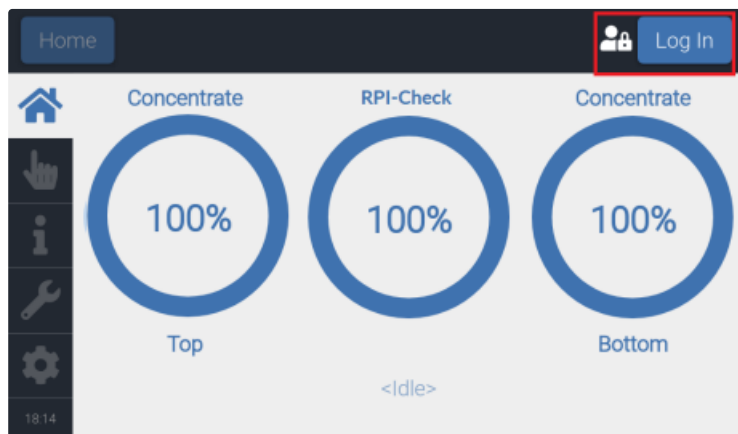 Home
Log In
Concentrate
RPI-Check
Concentrate
100%
100%
100%
Top
Bottom
<Idle>
18:14